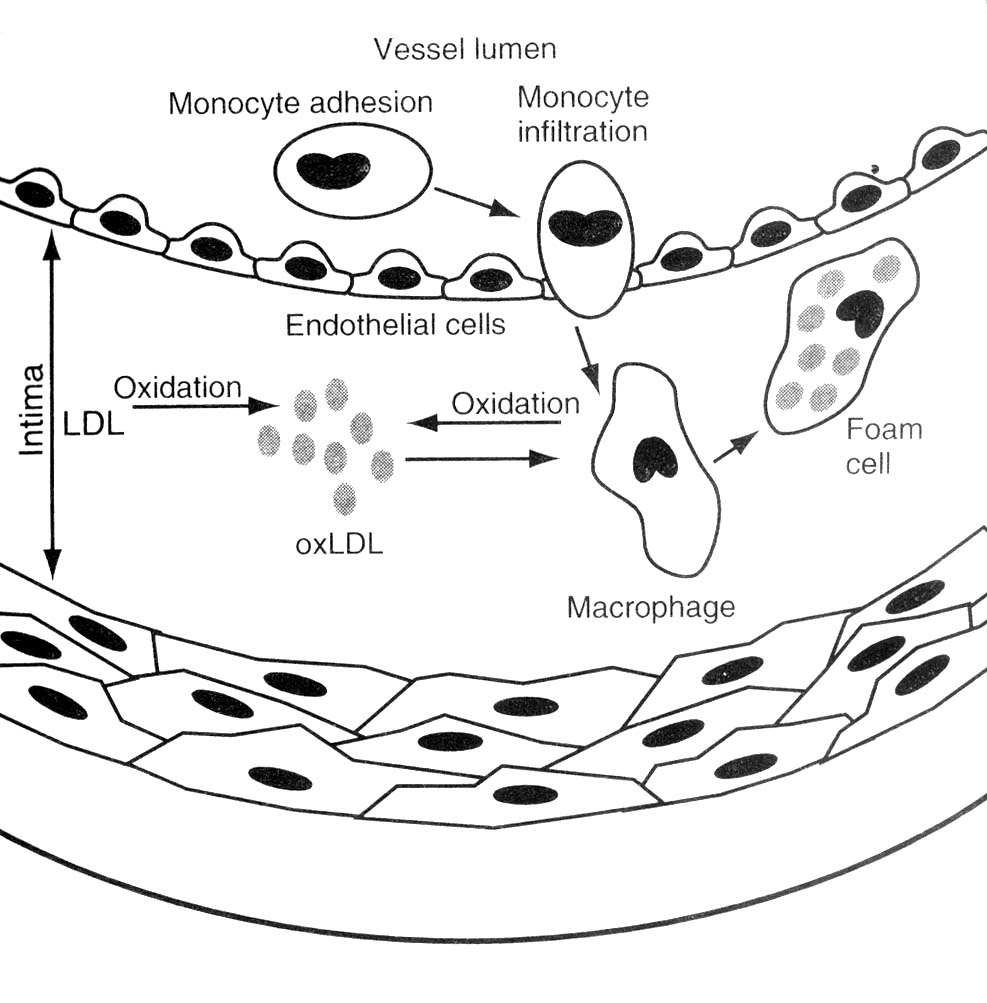 Vessel lumen
Monocyte adhesion
Monocyte
infiltration
Endothelial cells
Intima
LDL
Oxidation
Oxidation
oxLDL
Macrophage
Foam
cell